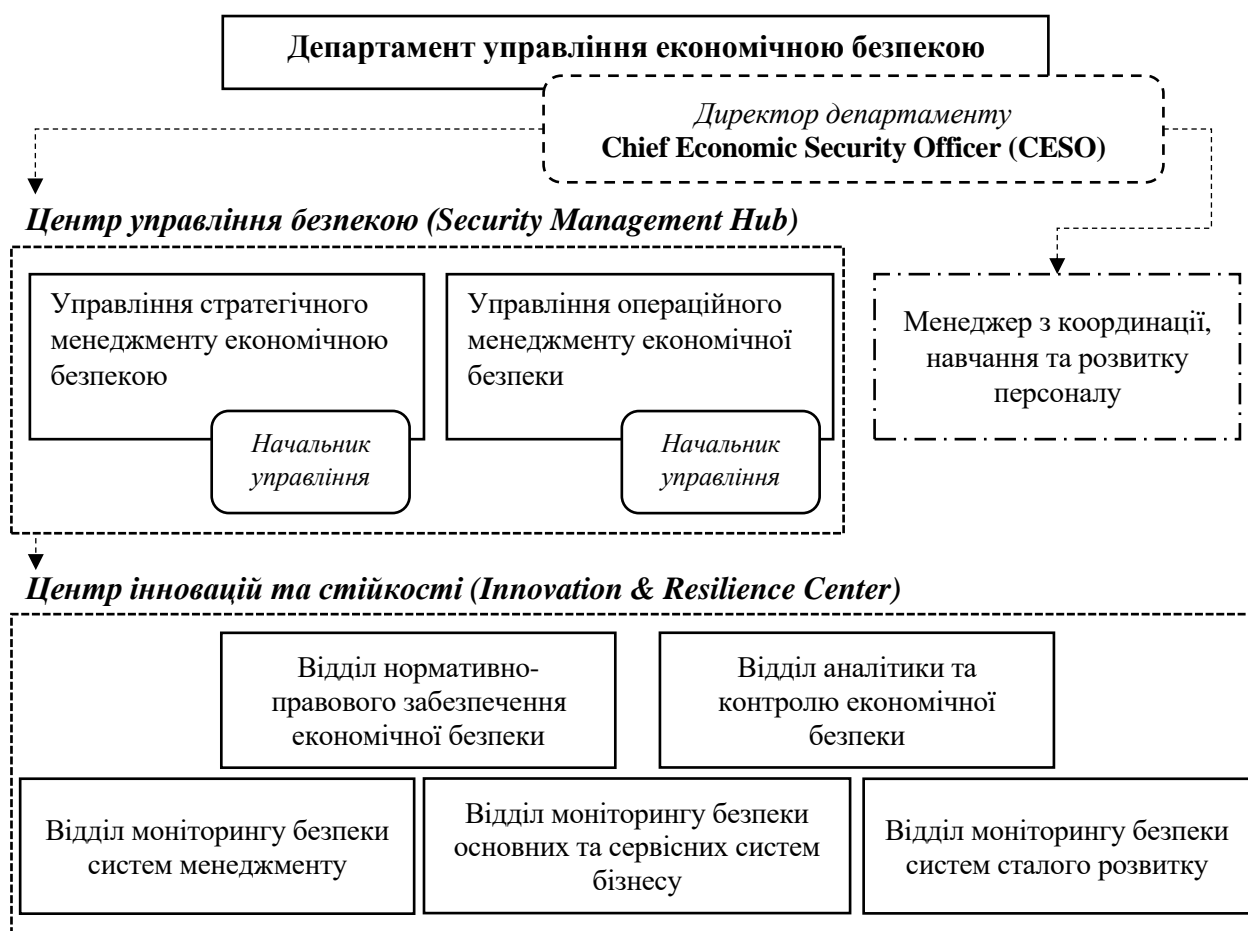 Департамент управління економічною безпекою
Директор департаменту
Chief Economic Security Officer (CESO)
Центр управління безпекою (Security Management Hub)
Управління стратегічного
менеджменту економічною
безпекою
Начальник
управління
Управління операційного
менеджменту економічної
безпеки
Начальник
управління
Менеджер з координації,
навчання та розвитку
персоналу
Центр інновацій та стійкості (Innovation & Resilience Center)
Відділ нормативно-
правового забезпечення
економічної безпеки
Відділ аналітики та
контролю економічної
безпеки
Відділ моніторингу безпеки
систем менеджменту
Відділ моніторингу безпеки
основних та сервісних систем
бізнесу
Відділ моніторингу безпеки
систем сталого розвитку